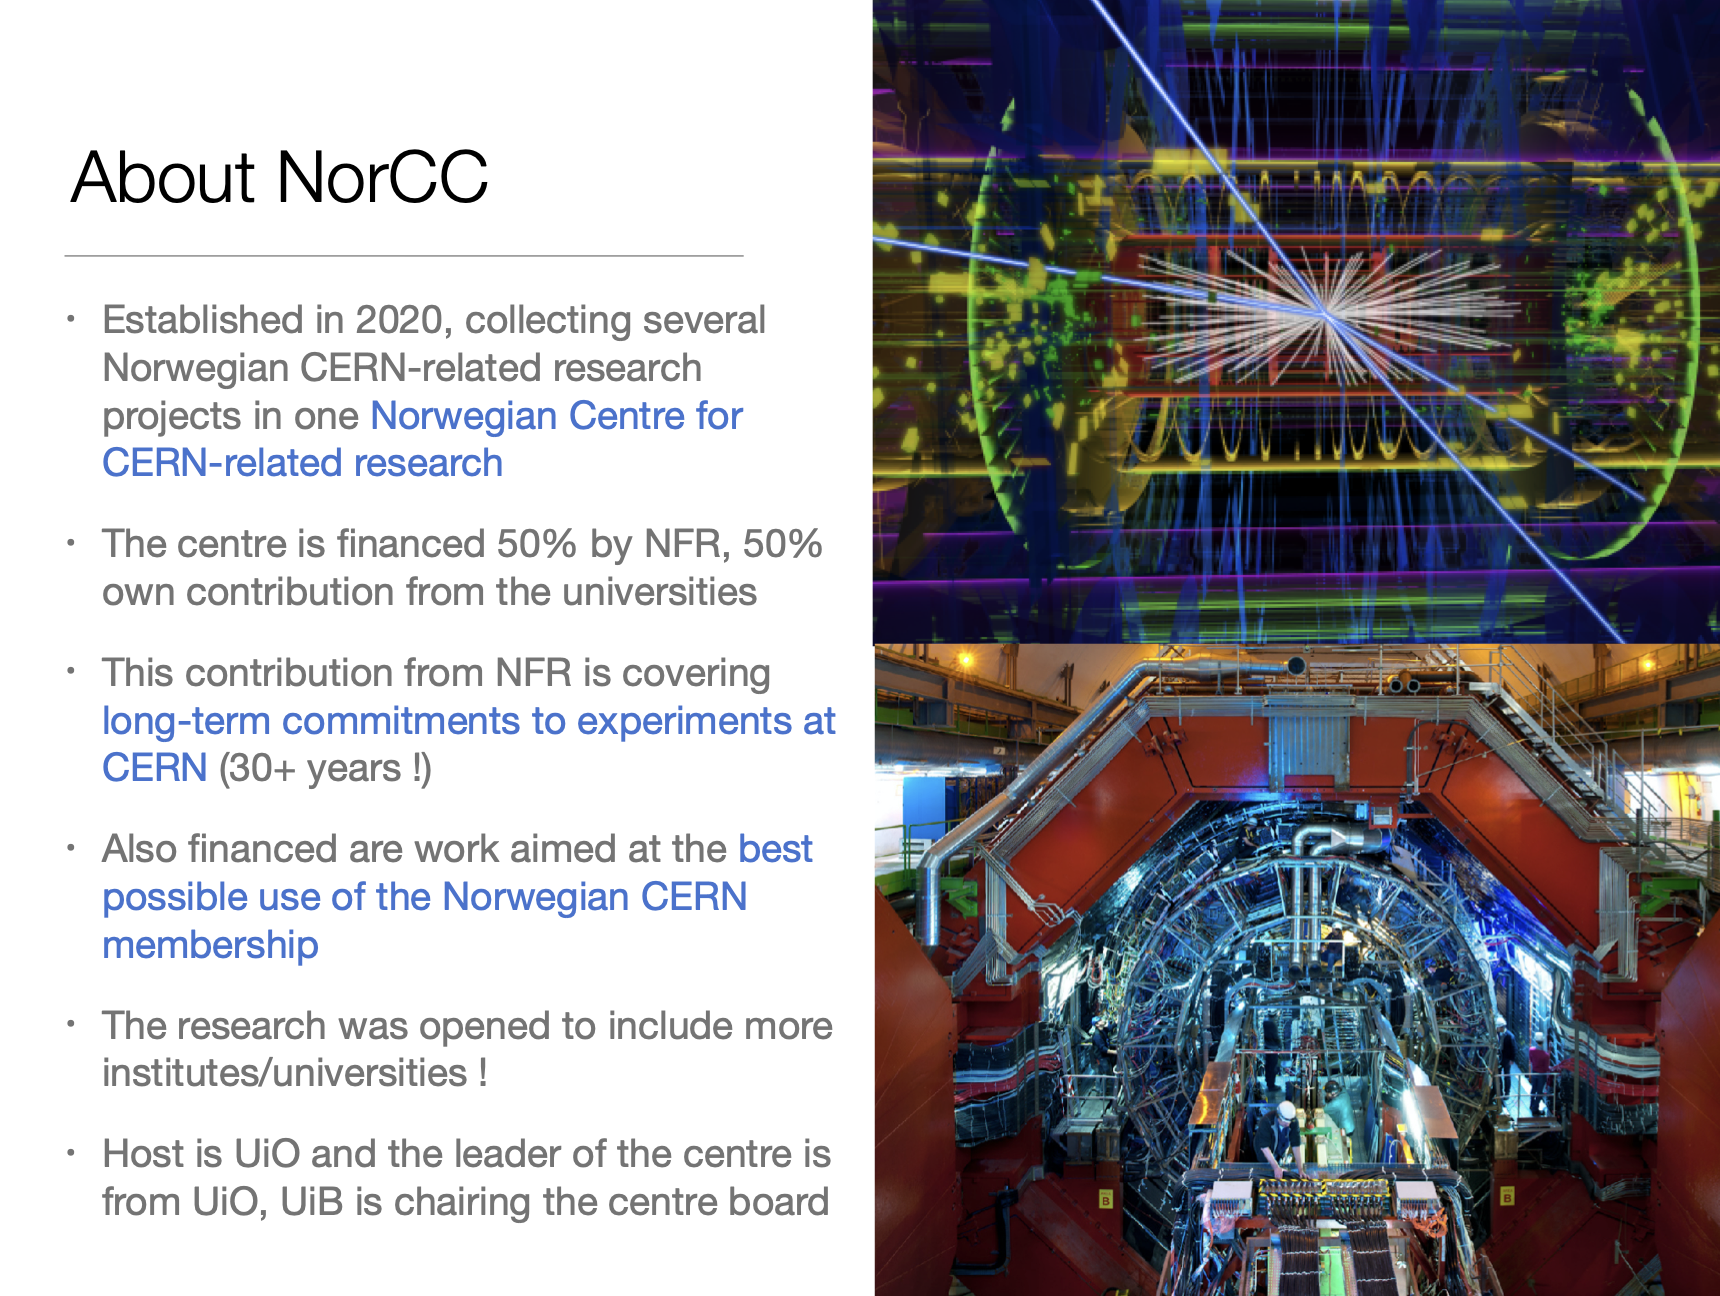 About NorCC
• Established in 2020, collecting several
Norwegian CERN-related research
projects in one Norwegian Centre for
CERN-related research
• The centre is financed 50% by NFR, 50%
own contribution from the universities
• This contribution from NFR is covering
long-term commitments to experiments at
CERN (30+ years !)
• Also financed are work aimed at the best
possible use of the Norwegian CERN
membership
• The research was opened to include more
institutes/universities !
• Host is UiO and the leader of the centre is
from UiO, UiB is chairing the centre board
B
B